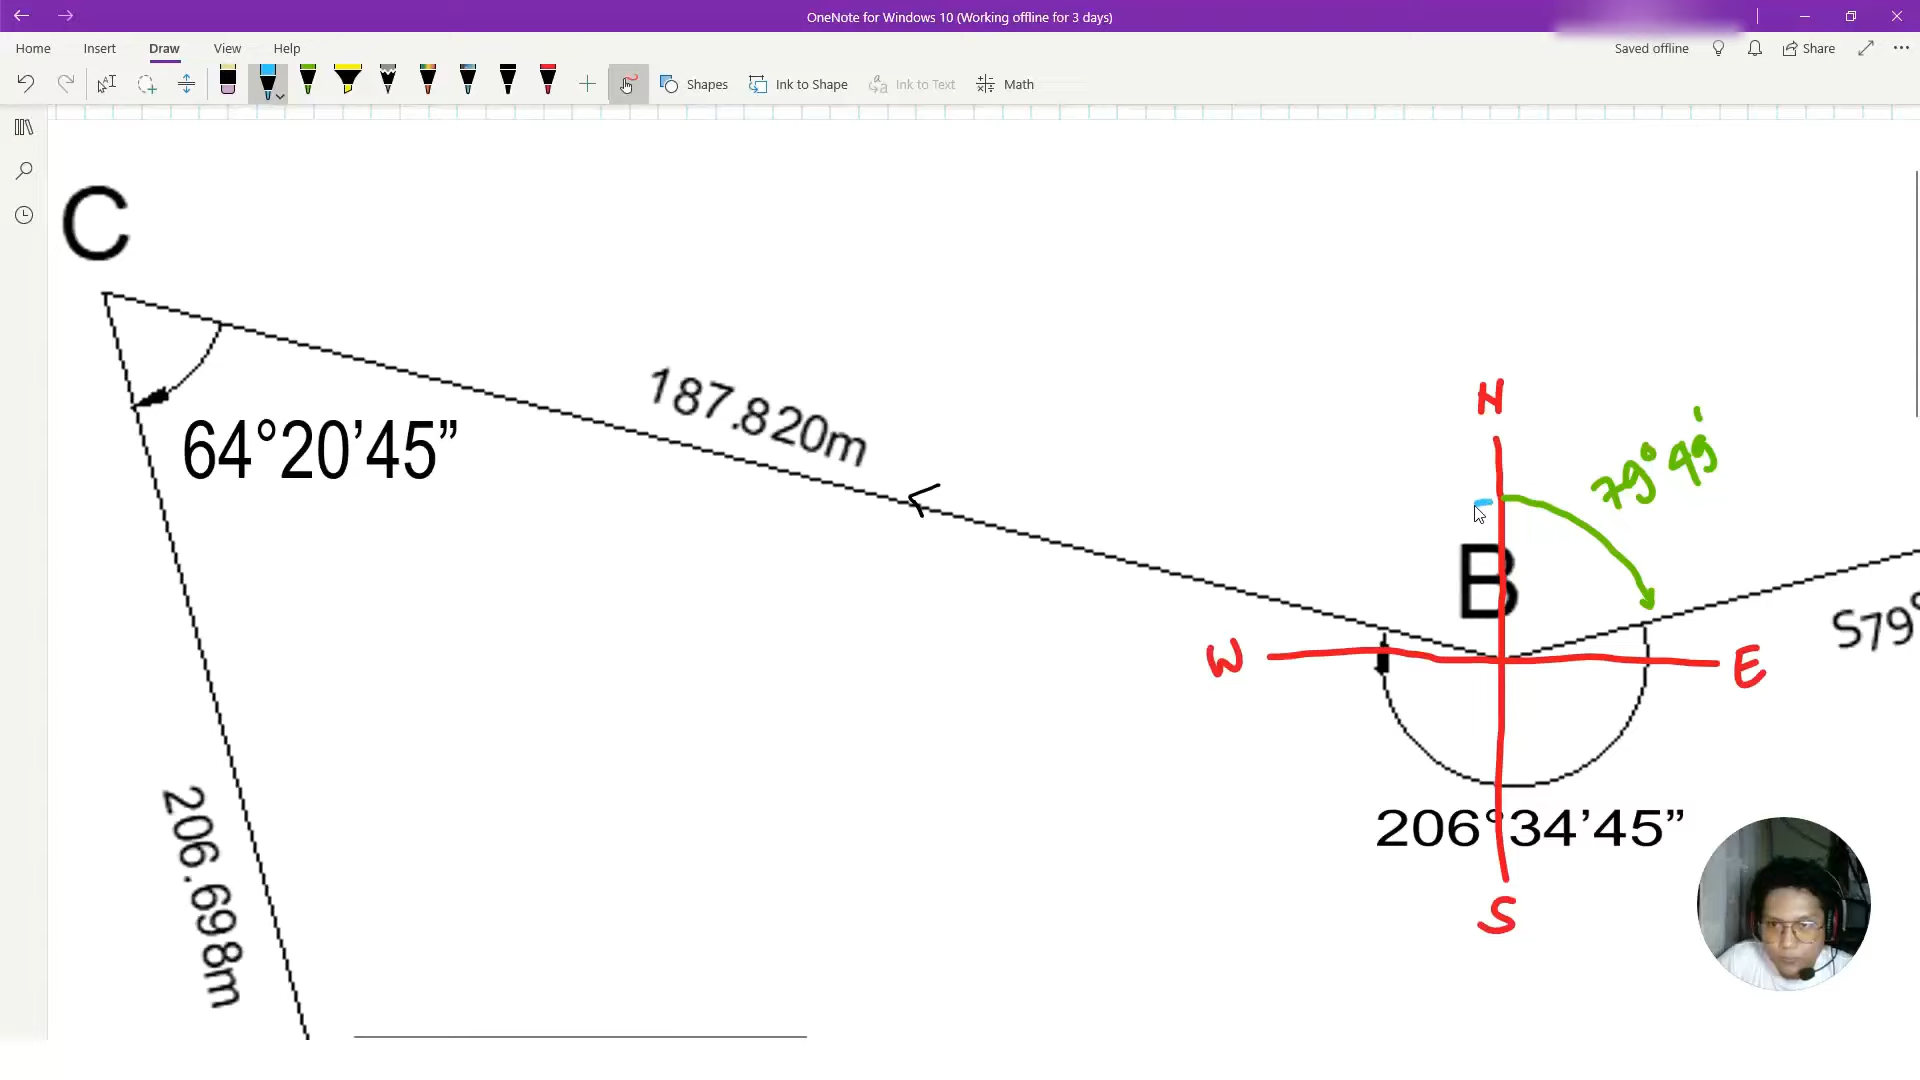 OneNote for Windows 10 (Working offline for 3 days)
Home Insert Draw View Help
Saved offline Share
Shapes Ink to Shape Ink to Text Math
C
187.820m
64°20’45”
N
79° 49'
B
W
E
S79°
206°34’45”
S
206.698m